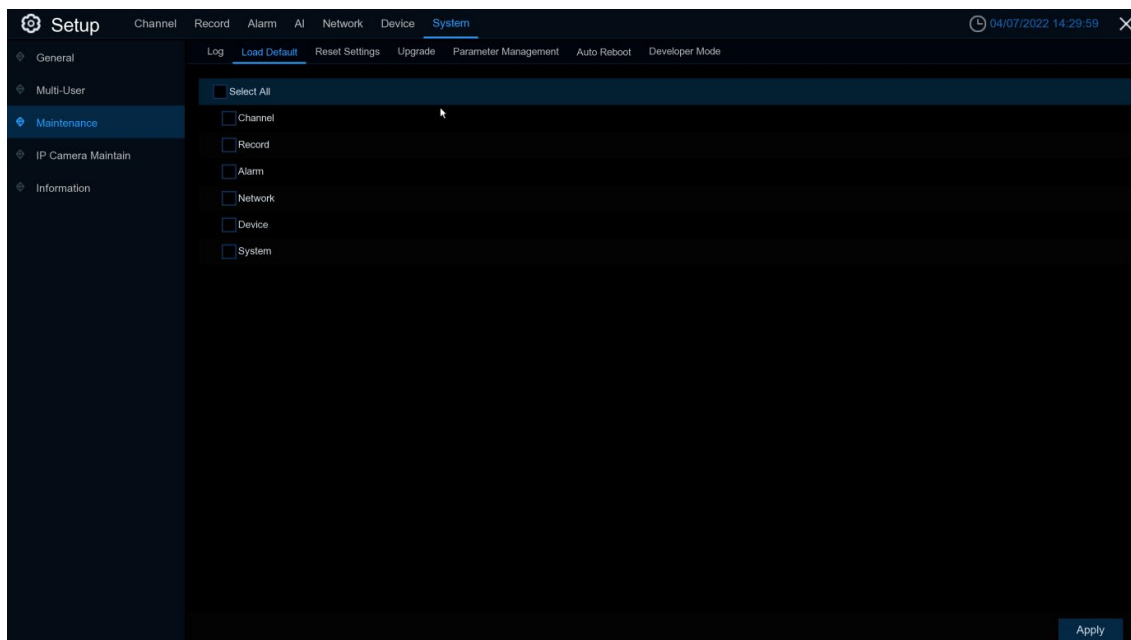 Setup Channel Record Alarm AI Network Device System 04/07/2022 14:29:59
Log Load Default Reset Settings Upgrade Parameter Management Auto Reboot Developer Mode
General
Multi-User
Maintenance
IP Camera Maintain
Information
Select All
Channel
Record
Alarm
Network
Device
System
Apply